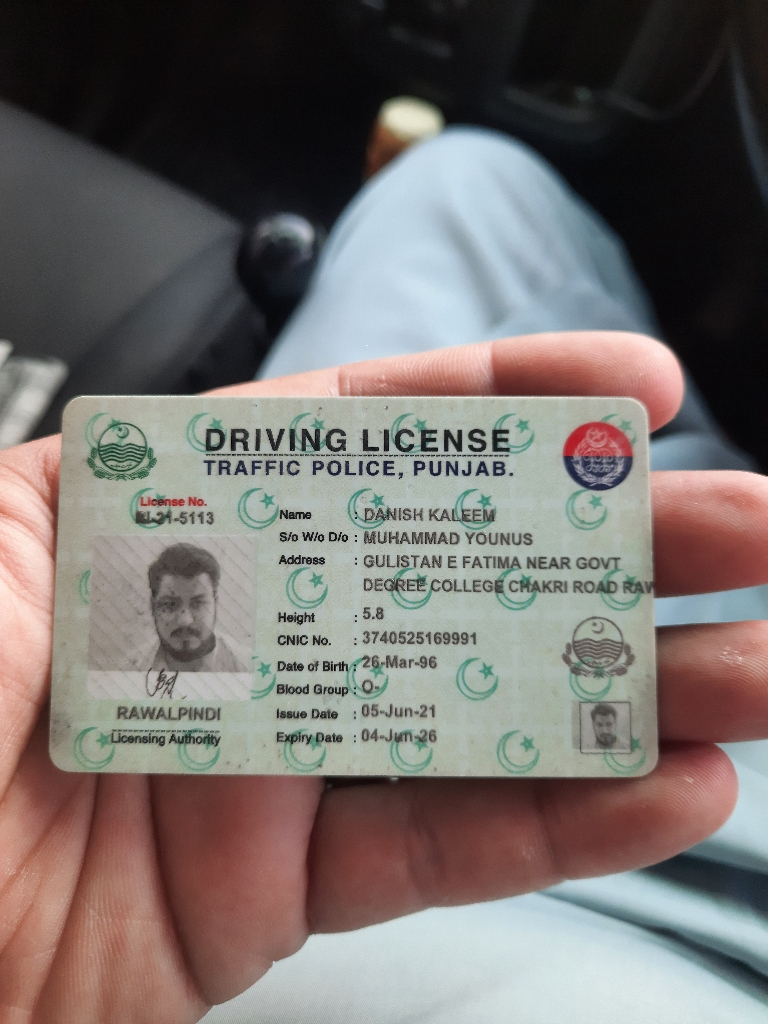 DRIVING LICENSE
TRAFFIC POLICE, PUNJAB.
License No.
RI-21-5113
Name : DANISH KALEEM
S/o W/o D/o : MUHAMMAD YOUNUS
Address : GULISTAN E FATIMA NEAR GOVT
DEGREE COLLEGE CHAKRI ROAD RAW
Height : 5.8
CNIC No. : 3740525169991
Date of Birth : 26-Mar-96
Blood Group : O-
Issue Date : 05-Jun-21
Expiry Date : 04-Jun-26
RAWALPINDI
Licensing Authority